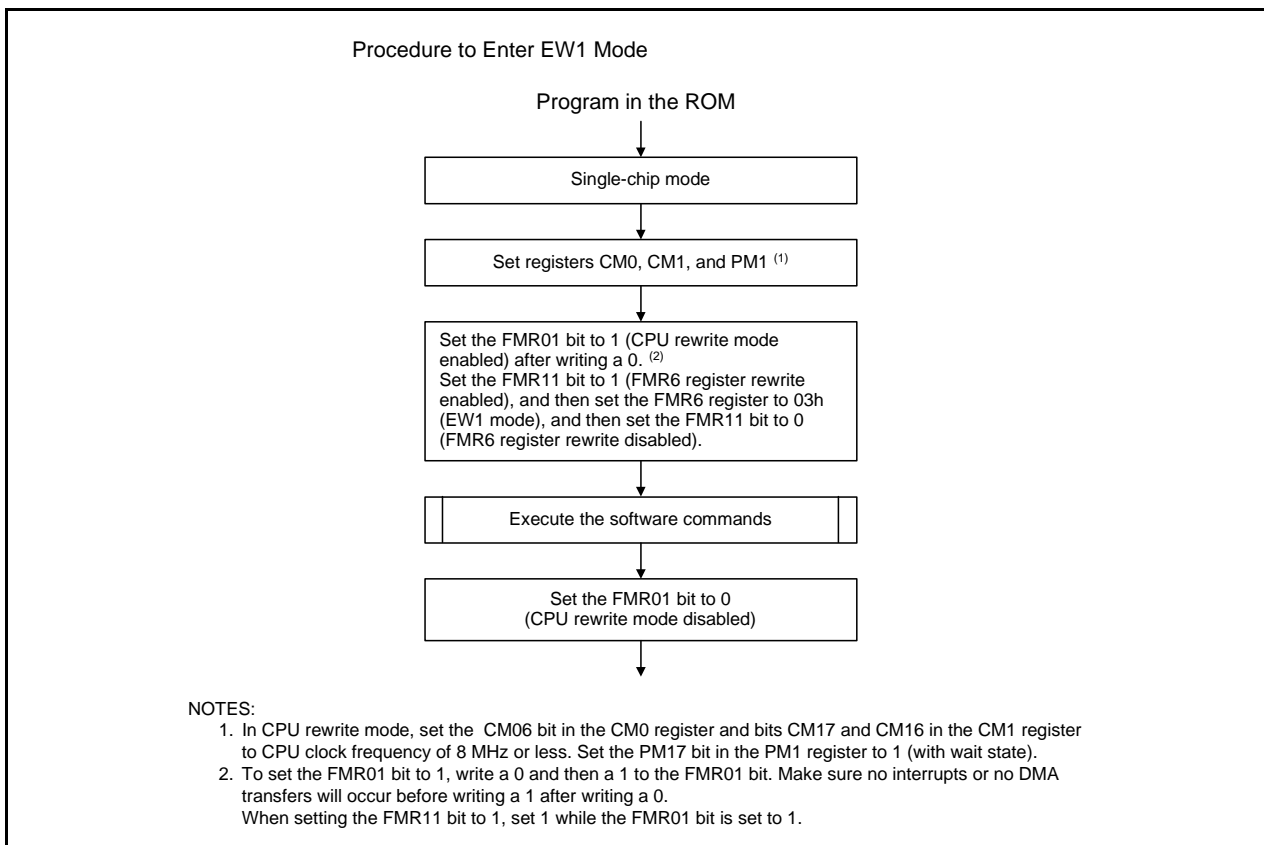 Procedure to Enter EW1 Mode
Program in the ROM
Single-chip mode
Set registers CM0, CM1, and PM1 (1)
Set the FMR01 bit to 1 (CPU rewrite mode
enabled) after writing a 0. (2)
Set the FMR11 bit to 1 (FMR6 register rewrite
enabled), and then set the FMR6 register to 03h
(EW1 mode), and then set the FMR11 bit to 0
(FMR6 register rewrite disabled).
Execute the software commands
Set the FMR01 bit to 0
(CPU rewrite mode disabled)
NOTES:
1. In CPU rewrite mode, set the CM06 bit in the CM0 register and bits CM17 and CM16 in the CM1 register
to CPU clock frequency of 8 MHz or less. Set the PM17 bit in the PM1 register to 1 (with wait state).
2. To set the FMR01 bit to 1, write a 0 and then a 1 to the FMR01 bit. Make sure no interrupts or no DMA
transfers will occur before writing a 1 after writing a 0.
When setting the FMR11 bit to 1, set 1 while the FMR01 bit is set to 1.